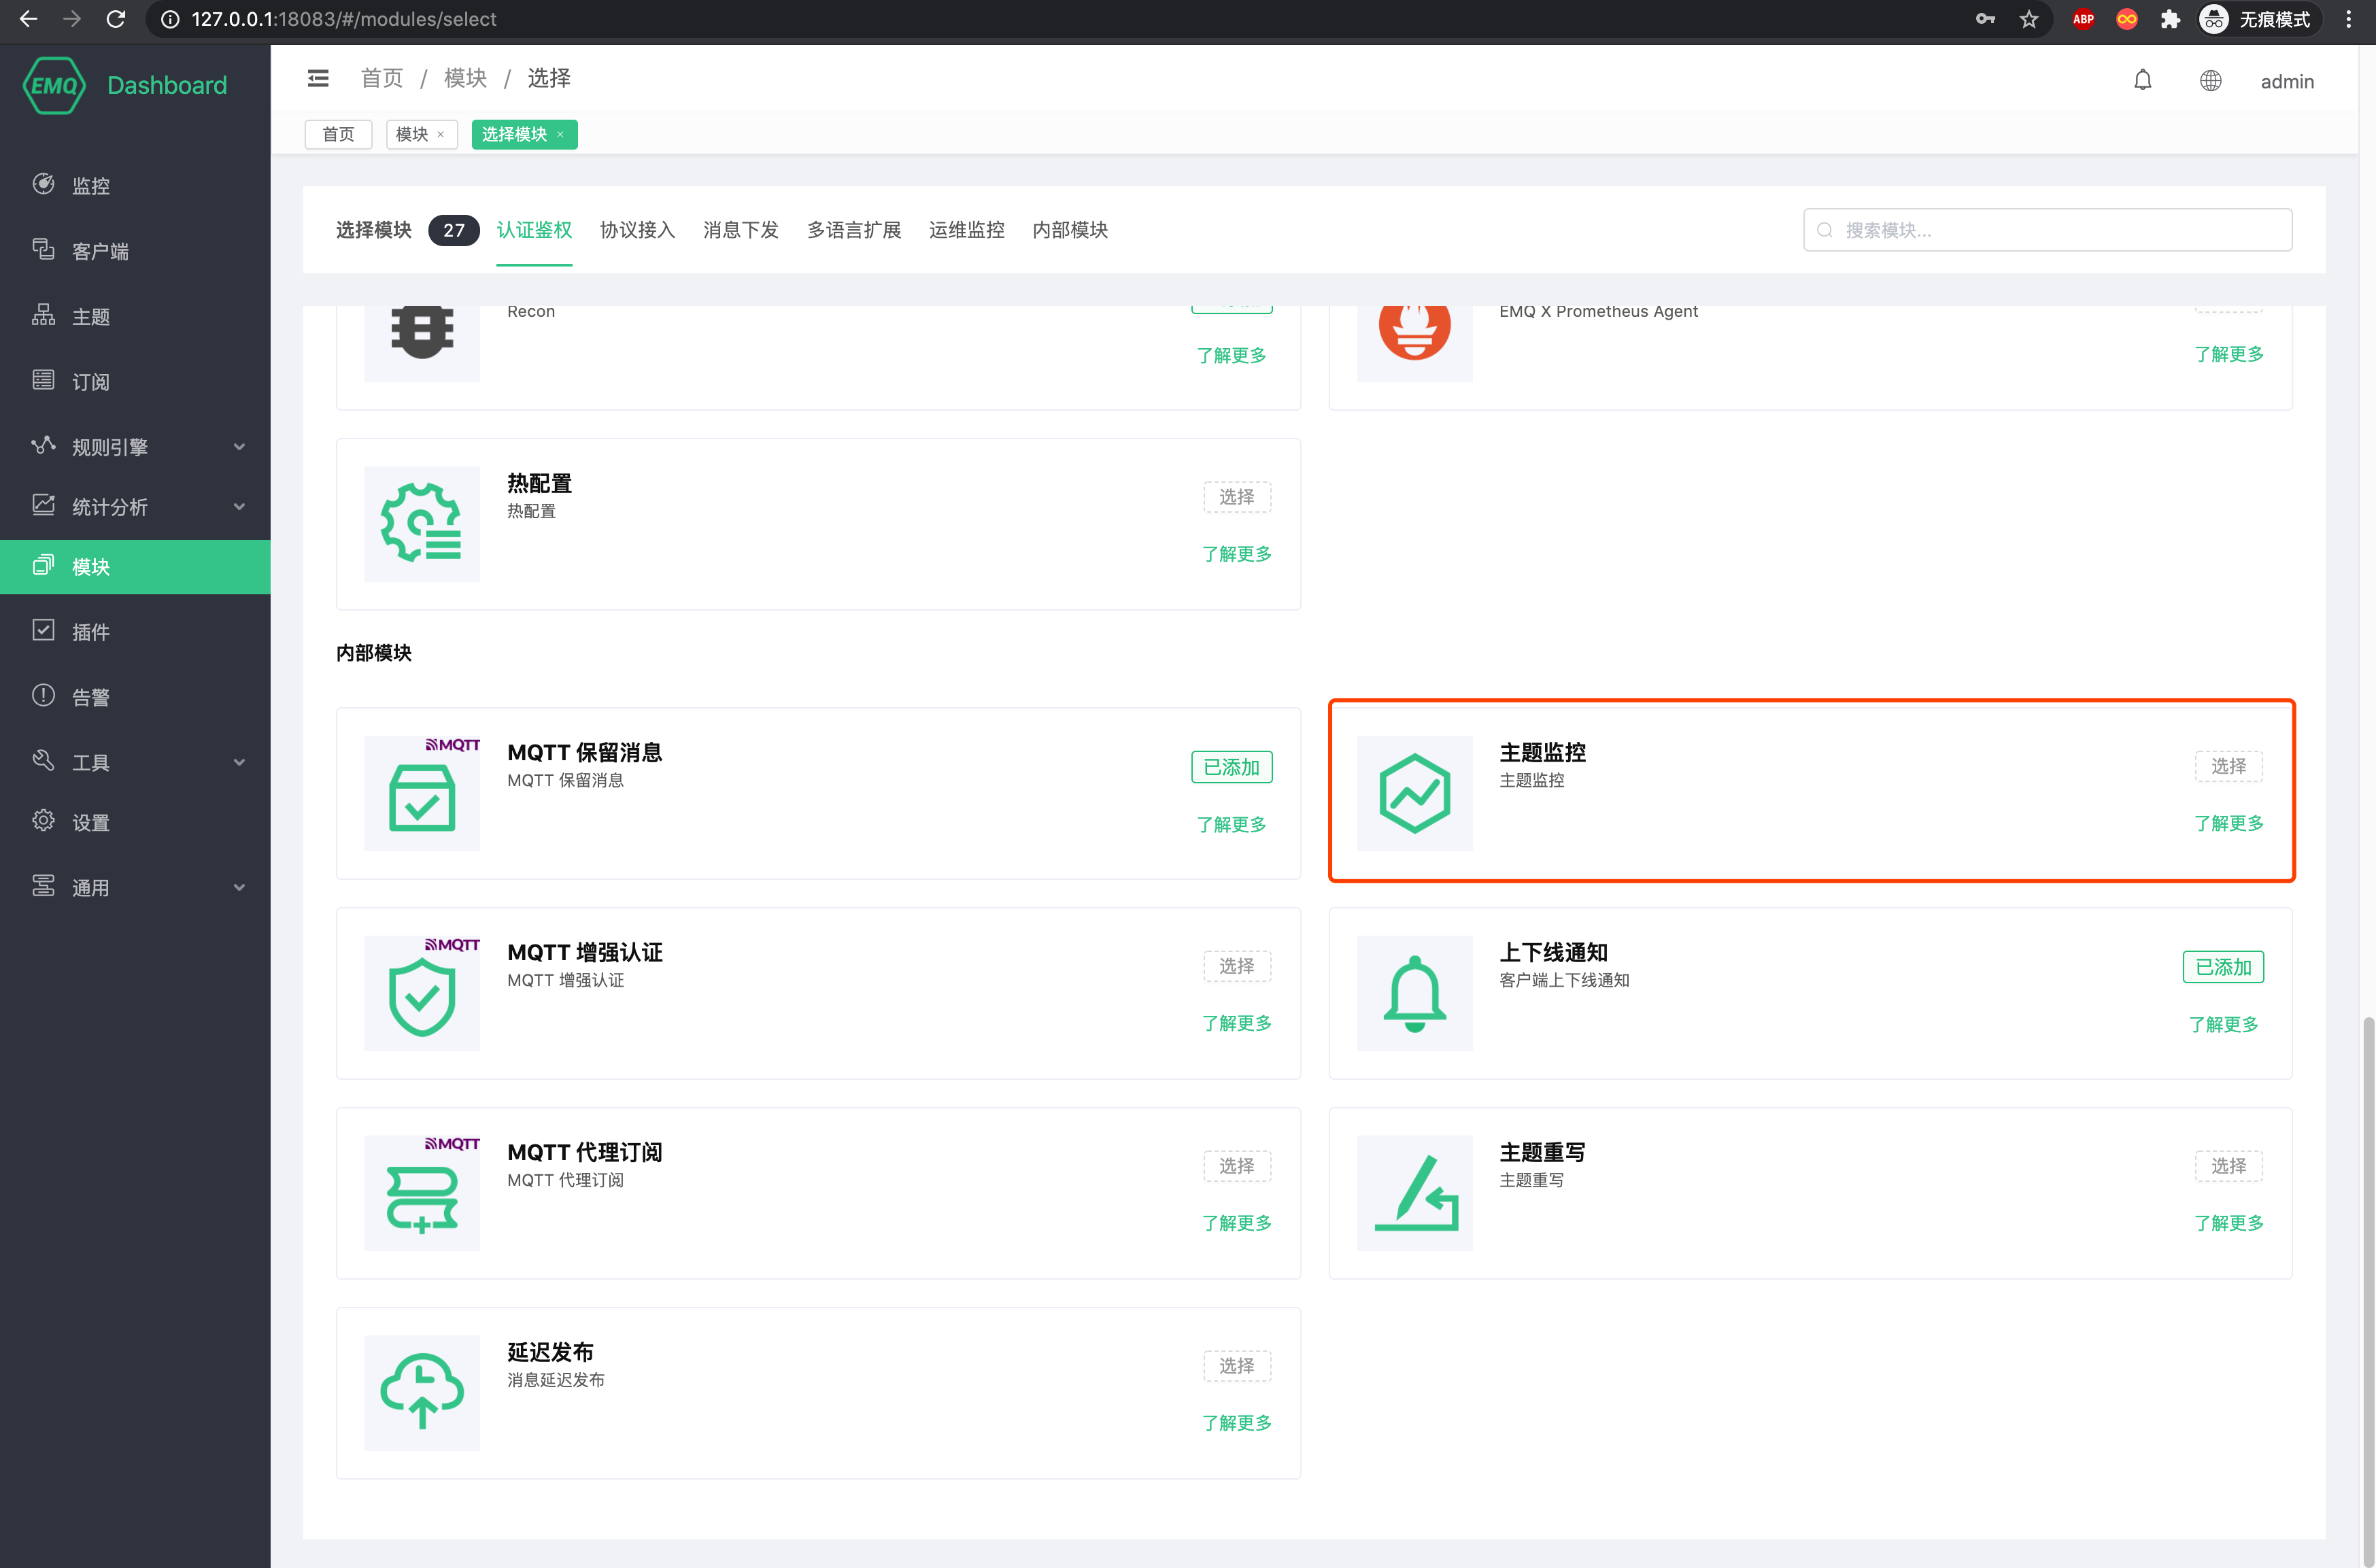 127.0.0.1:18083/#/modules/select
ABP
无痕模式
EMQ
Dashboard
首页 / 模块 / 选择
admin
首页
模块 ×
选择模块 ×
监控
客户端
主题
订阅
规则引擎
统计分析
模块
插件
告警
工具
设置
通用
选择模块 27 认证鉴权 协议接入 消息下发 多语言扩展 运维监控 内部模块
搜索模块...
Recon
了解更多
EMQ X Prometheus Agent
了解更多
热配置
热配置
选择
了解更多
内部模块
MQTT
MQTT 保留消息
MQTT 保留消息
已添加
了解更多
主题监控
主题监控
选择
了解更多
MQTT
MQTT 增强认证
MQTT 增强认证
选择
了解更多
上下线通知
客户端上下线通知
已添加
了解更多
MQTT
MQTT 代理订阅
MQTT 代理订阅
选择
了解更多
主题重写
主题重写
选择
了解更多
延迟发布
消息延迟发布
选择
了解更多